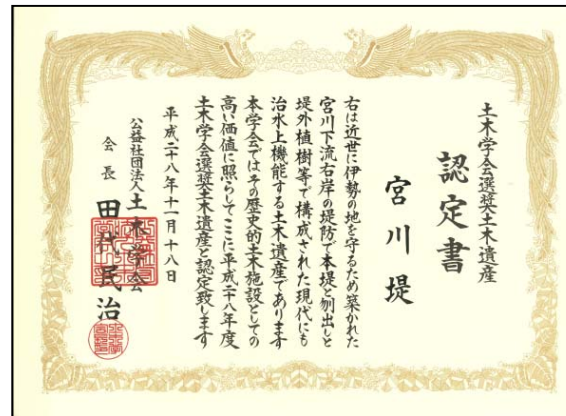 土木学会選奨土木遺産
認定書
宮川堤
右は近世に伊勢の地を守るため築かれた
宮川下流右岸の堤防で本堤と刎出しと
堤外植樹等で構成された現代にも
治水上機能する土木遺産であります
本学会ではその歴史的土木施設としての
高い価値に照らしてここに平成二十八年度
土木学会選奨土木遺産と認定致します
平成二十八年十一月十八日
公益社団法人土木学会
会長 田代民治